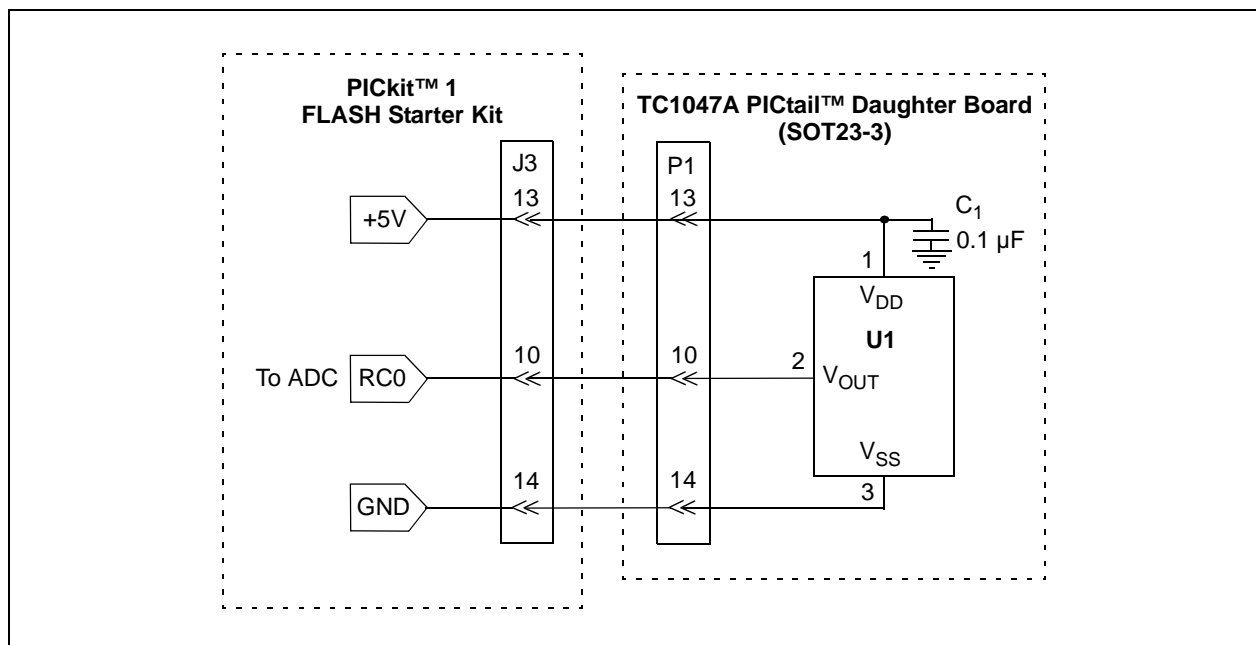 PICkit™ 1
FLASH Starter Kit
TC1047A PICtail™ Daughter Board
(SOT23-3)
J3
P1
13
13
+5V
C1
0.1 µF
1
VDD
U1
10
10
To ADC
RC0
2
VOUT
VSS
14
14
3
GND